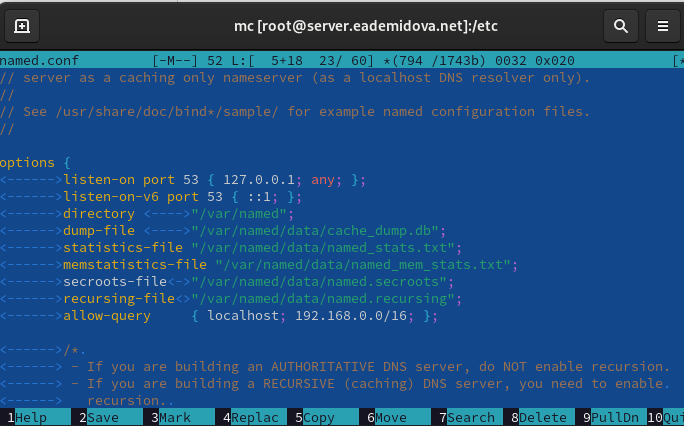 mc [root@server.eademidova.net]:/etc
named.conf [-M--] 52 L:[ 5+18 23/ 60] *(794 /1743b) 0032 0x020 [*
// server as a caching only nameserver (as a localhost DNS resolver only).
//
// See /usr/share/doc/bind*/sample/ for example named configuration files.
//
options {
<------>listen-on port 53 { 127.0.0.1; any; };
<------>listen-on-v6 port 53 { ::1; };
<------>directory <---->"/var/named";
<------>dump-file <---->"/var/named/data/cache_dump.db";
<------>statistics-file "/var/named/data/named_stats.txt";
<------>memstatistics-file "/var/named/data/named_mem_stats.txt";
<------>secroots-file<->"/var/named/data/named.secroots";
<------>recursing-file<>"/var/named/data/named.recursing";
<------>allow-query     { localhost; 192.168.0.0/16; };
<------>/*.
<------> - If you are building an AUTHORITATIVE DNS server, do NOT enable recursion.
<------> - If you are building a RECURSIVE (caching) DNS server, you need to enable.
<------>   recursion..
1Help 2Save 3Mark 4Replac 5Copy 6Move 7Search 8Delete 9PullDn 10Qui